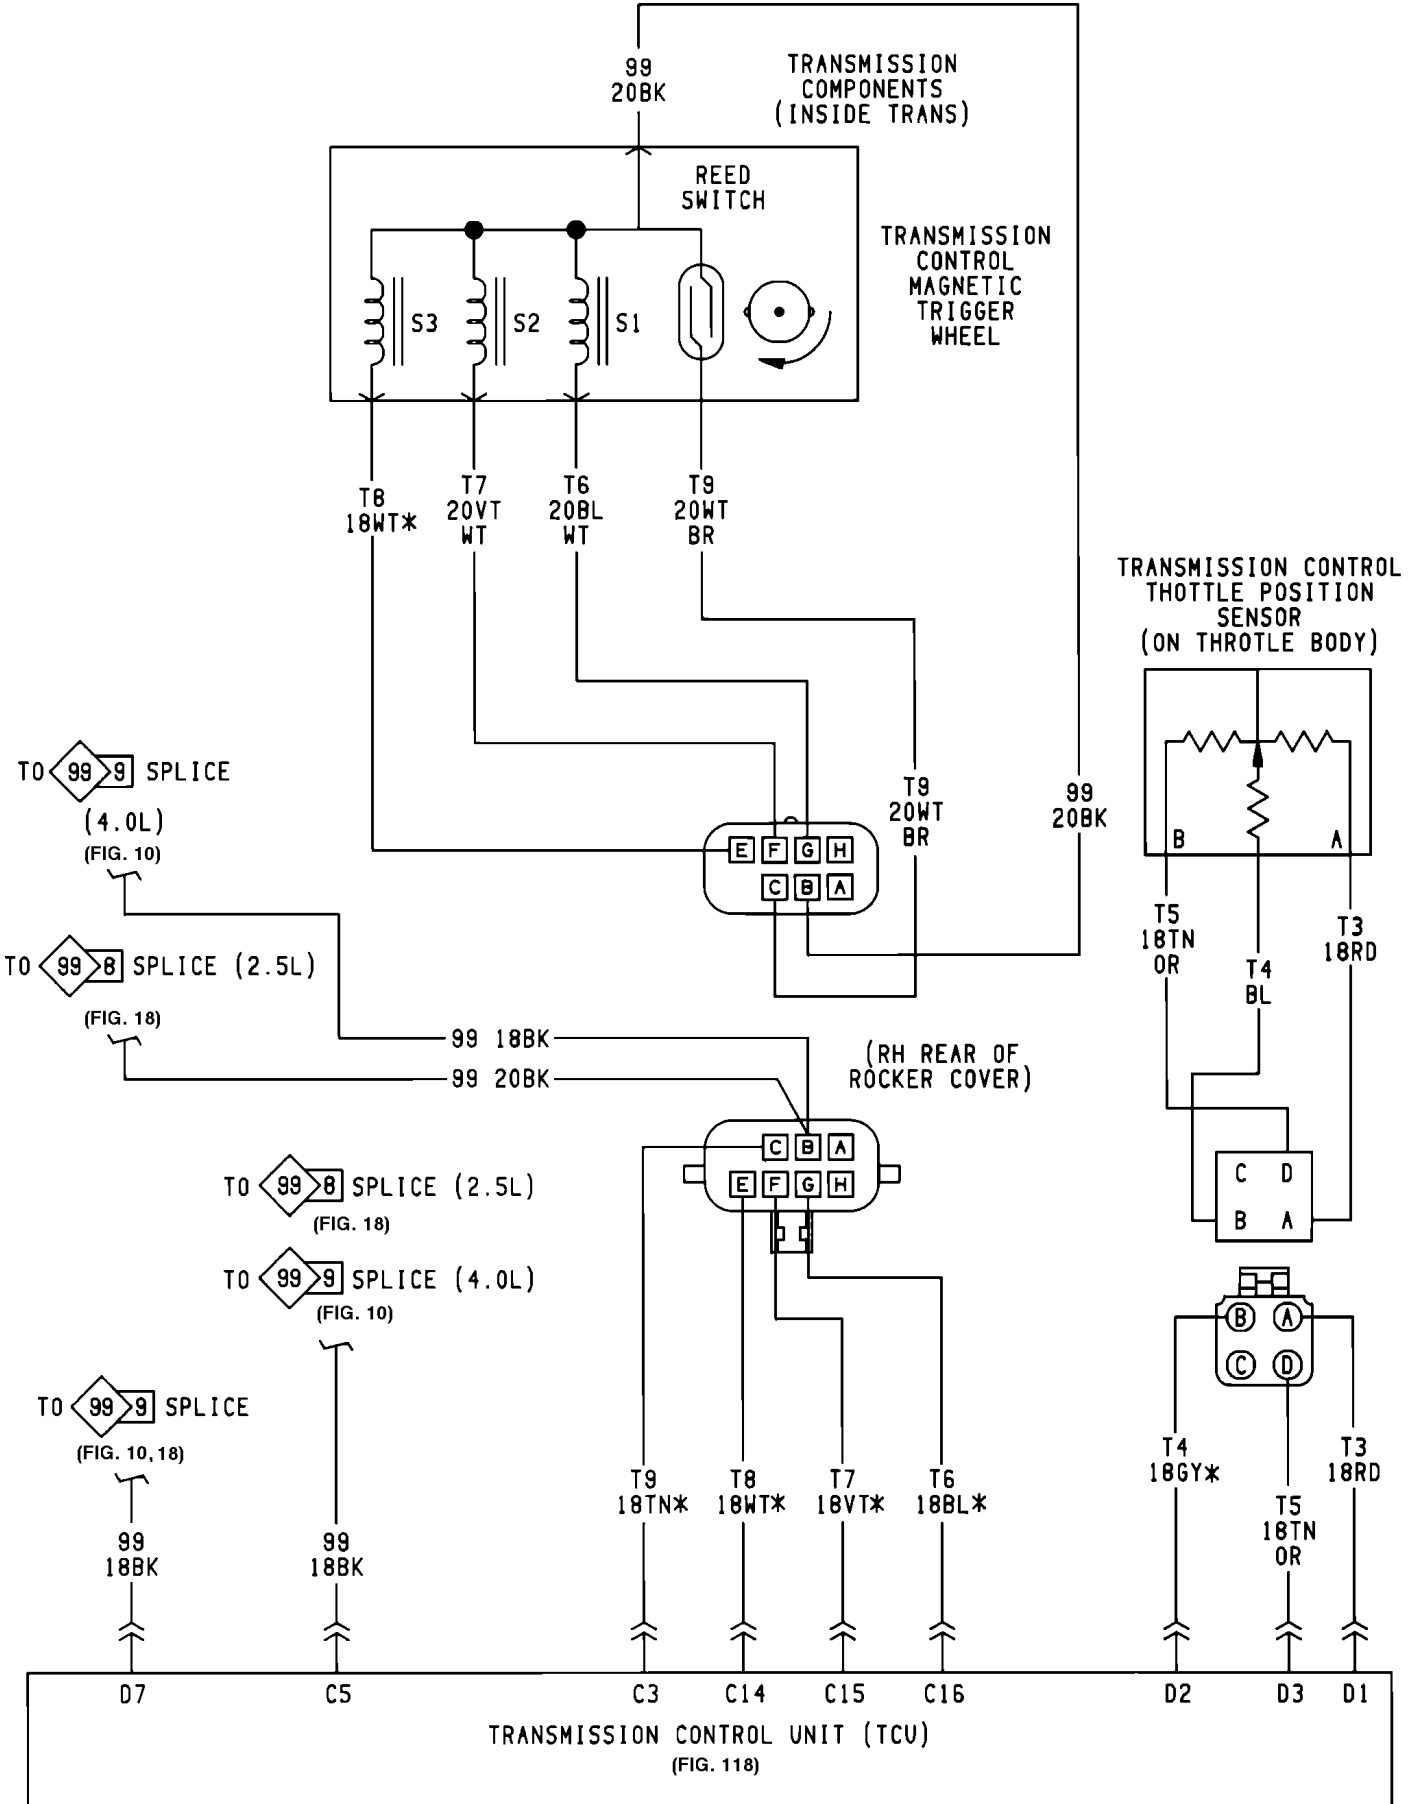 99
20BK
TRANSMISSION
COMPONENTS
(INSIDE TRANS)
REED
SWITCH
TRANSMISSION
CONTROL
MAGNETIC
TRIGGER
WHEEL
S3
S2
S1
T8
18WT*
T7
20VT
WT
T6
20BL
WT
T9
20WT
BR
TRANSMISSION CONTROL
THOTTLE POSITION
SENSOR
(ON THROTLE BODY)
B
A
TO 99 9 SPLICE
(4.0L)
(FIG. 10)
T9
20WT
BR
99
20BK
E F G H
C B A
T5
18TN
OR
T4
BL
T3
18RD
TO 99 8 SPLICE (2.5L)
(FIG. 18)
99 18BK
99 20BK
(RH REAR OF
ROCKER COVER)
C B A
E F G H
C D
B A
TO 99 8 SPLICE (2.5L)
(FIG. 18)
TO 99 9 SPLICE (4.0L)
(FIG. 10)
B A
C D
TO 99 9 SPLICE
(FIG. 10, 18)
99
18BK
99
18BK
T9
18TN*
T8
18WT*
T7
18VT*
T6
18BL*
T4
18GY*
T5
18TN
OR
T3
18RD
D7 C5 C3 C14 C15 C16 D2 D3 D1
TRANSMISSION CONTROL UNIT (TCU)
(FIG. 118)